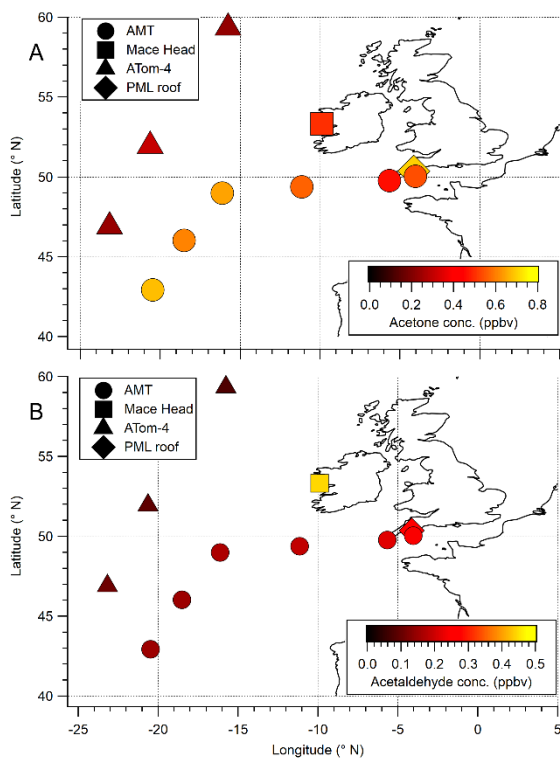 A
AMT
Mace Head
ATom-4
PML roof
60
55
50
45
40
Latitude (° N)
0.0 0.2 0.4 0.6 0.8
Acetone conc. (ppbv)
B
AMT
Mace Head
ATom-4
PML roof
60
55
50
45
40
Latitude (° N)
0.0 0.1 0.2 0.3 0.4 0.5
Acetaldehyde conc. (ppbv)
-25 -20 -15 -10 -5 0 5
Longitude (° N)